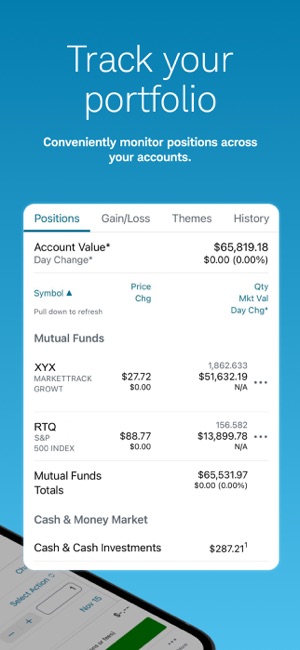 Track your
portfolio
Conveniently monitor positions across
your accounts.
Positions Gain/Loss Themes History
Account Value* $65,819.18
Day Change* $0.00 (0.00%)
Symbol ▲ Price Qty
Chg Mkt Val
Pull down to refresh Day Chg*
Mutual Funds
XYX 1,862.633
MARKETTRACK $27.72 $51,632.19 •••
GROWT $0.00 N/A
RTQ 156.582
S&P $88.77 $13,899.78 •••
500 INDEX $0.00 N/A
Mutual Funds $65,531.97
Totals $0.00 (0.00%)
Cash & Money Market
Cash & Cash Investments $287.21¹
Select Action
1
− +
Nov 15